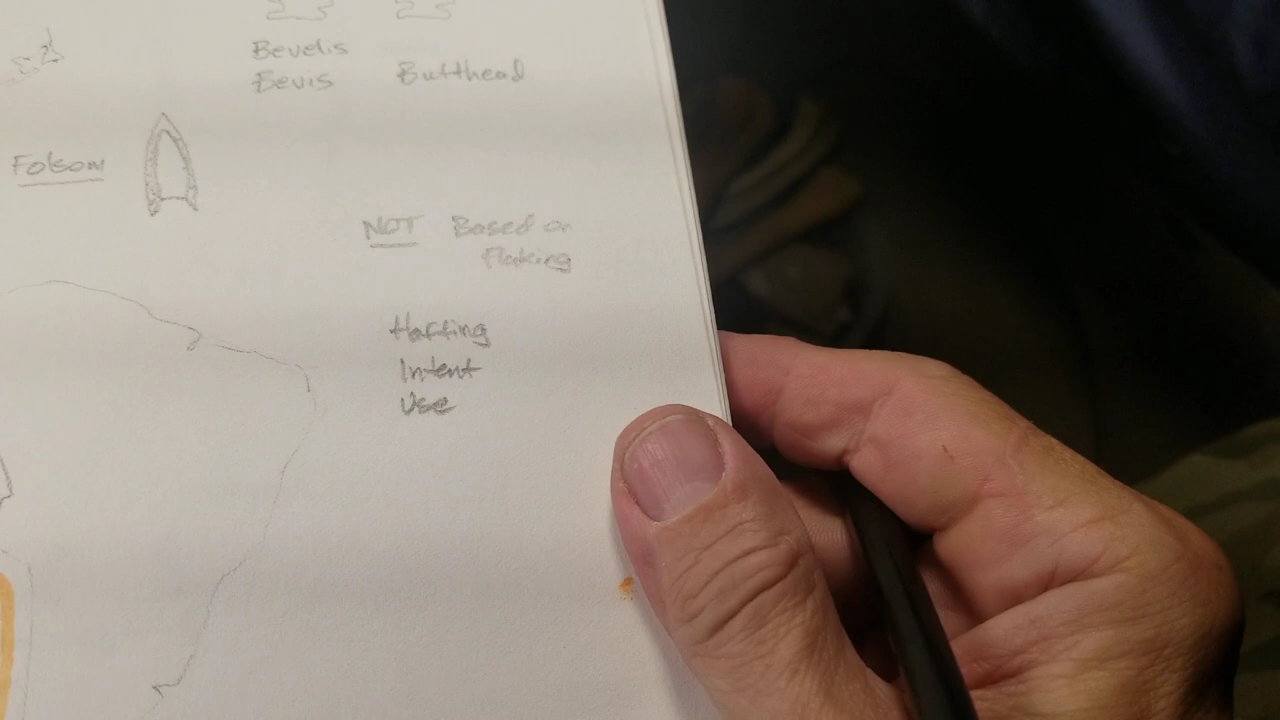 Bevelis
Bevis Butthead
Folsom
NOT Based on
Flaking
Hafting
Intent
Use